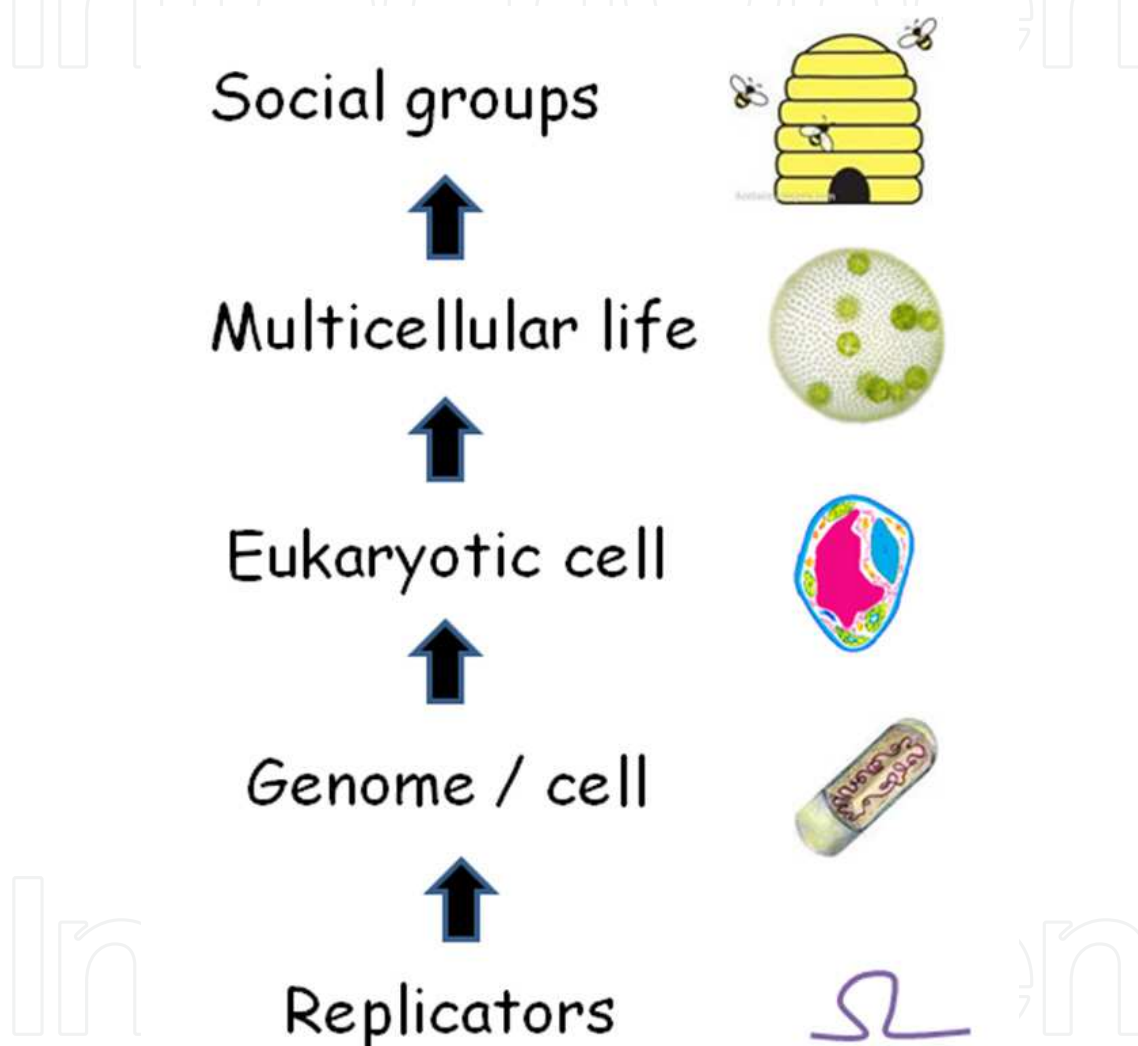 Social groups
Multicellular life
Eukaryotic cell
Genome / cell
Replicators